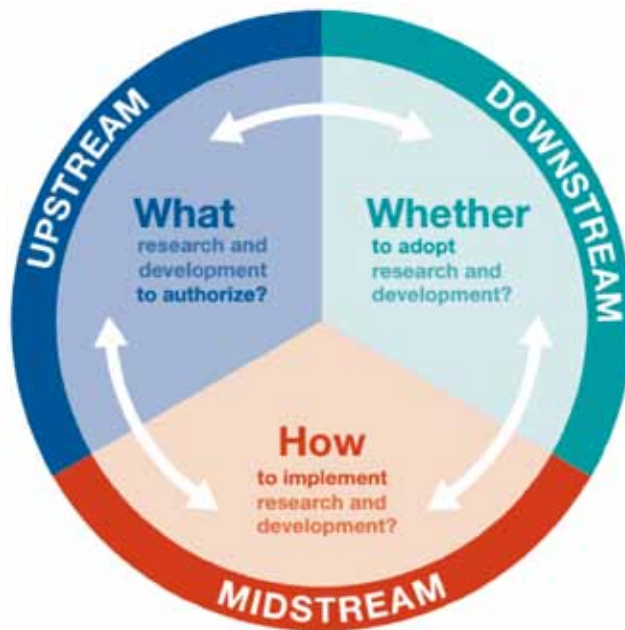 UPSTREAM
What
research and
development
to authorize?
DOWNSTREAM
Whether
to adopt
research and
development?
How
to implement
research and
development?
MIDSTREAM